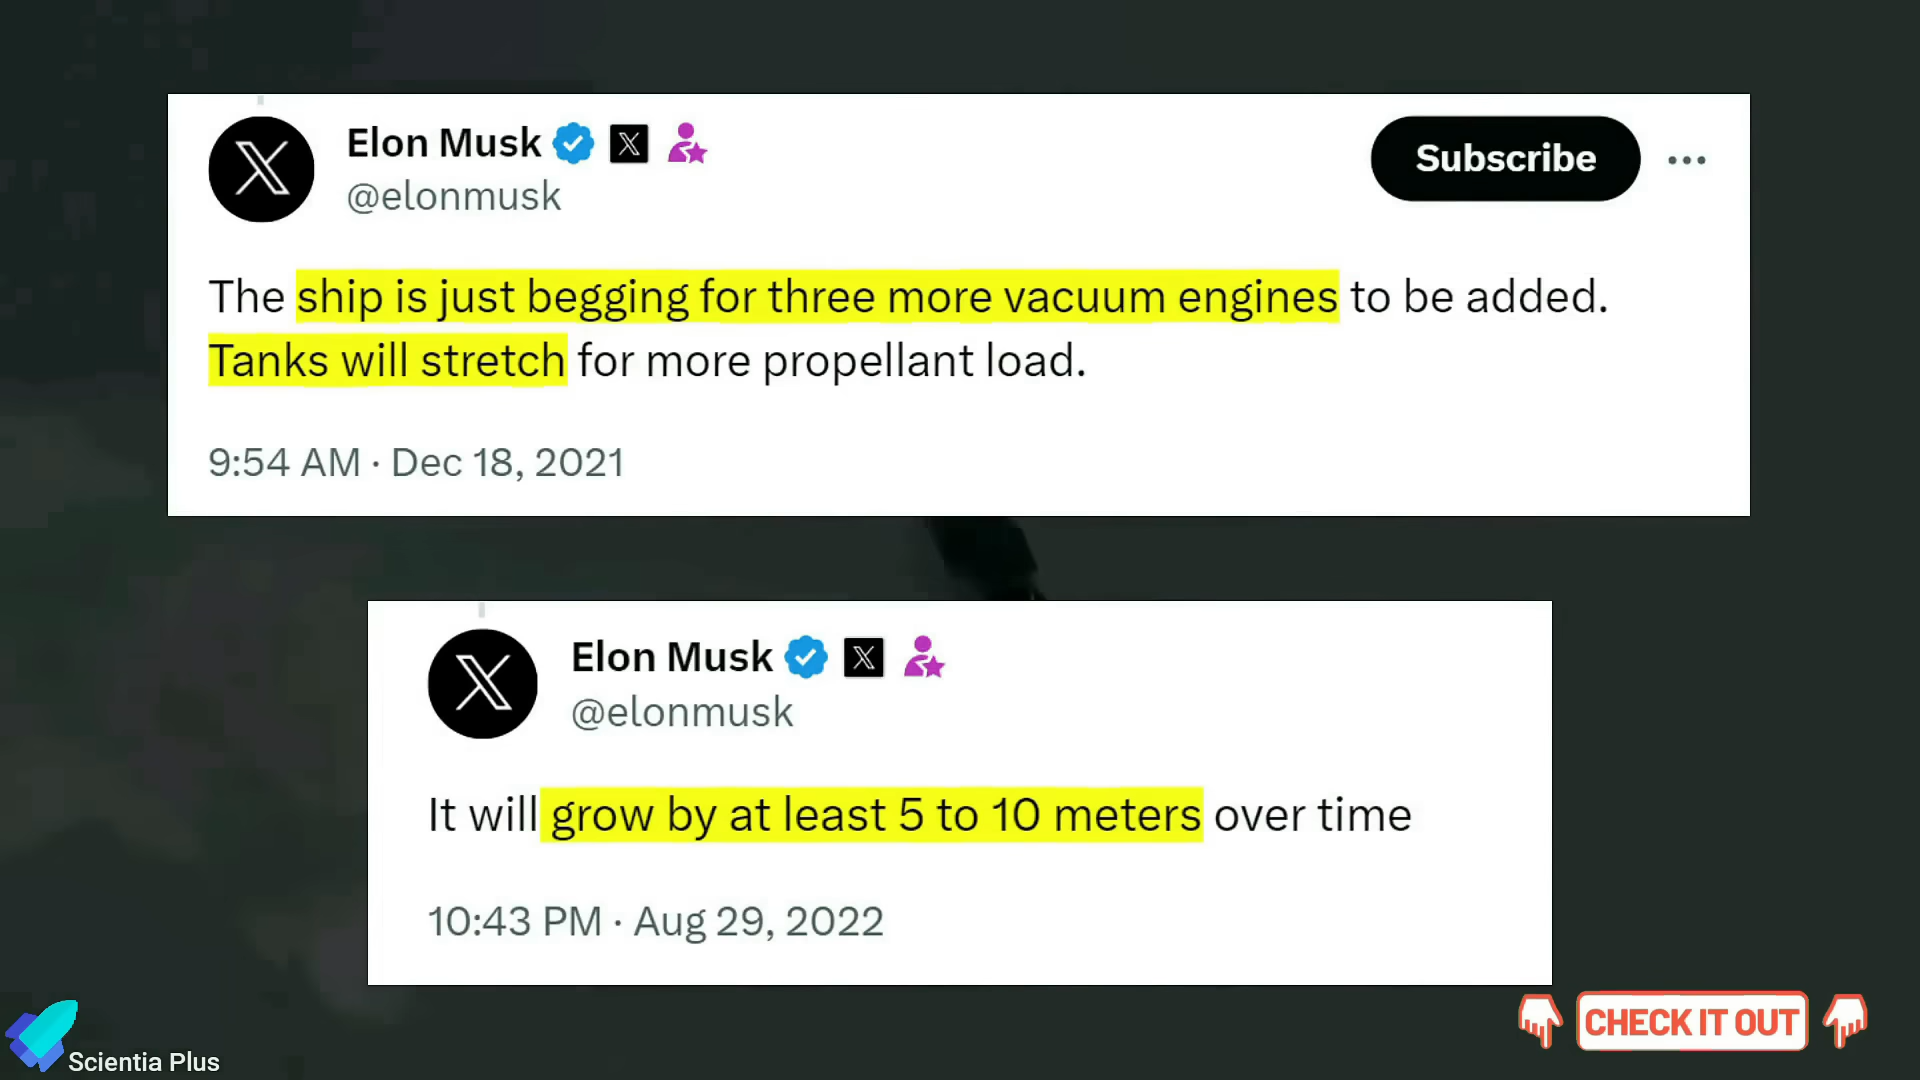 Elon Musk
@elonmusk
Subscribe
The ship is just begging for three more vacuum engines to be added.
Tanks will stretch for more propellant load.
9:54 AM · Dec 18, 2021
Elon Musk
@elonmusk
It will grow by at least 5 to 10 meters over time
10:43 PM · Aug 29, 2022
CHECK IT OUT
Scientia Plus